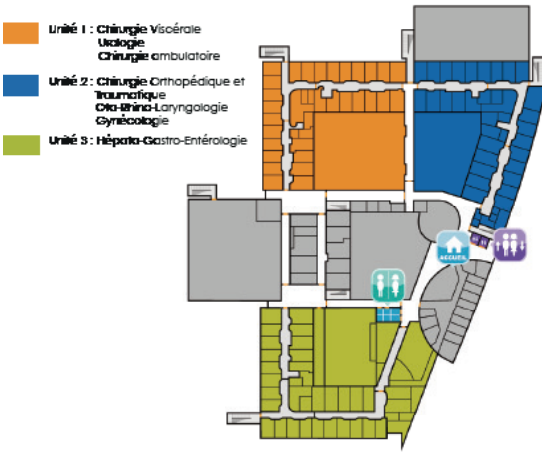 Unité 1 : Chirurgie Viscérale
Urologie
Chirurgie ambulatoire
Unité 2 : Chirurgie Orthopédique et
Traumatique
Oto-Rhino-Laryngologie
Gynécologie
Unité 3 : Hépato-Gastro-Entérologie
ACCUEIL